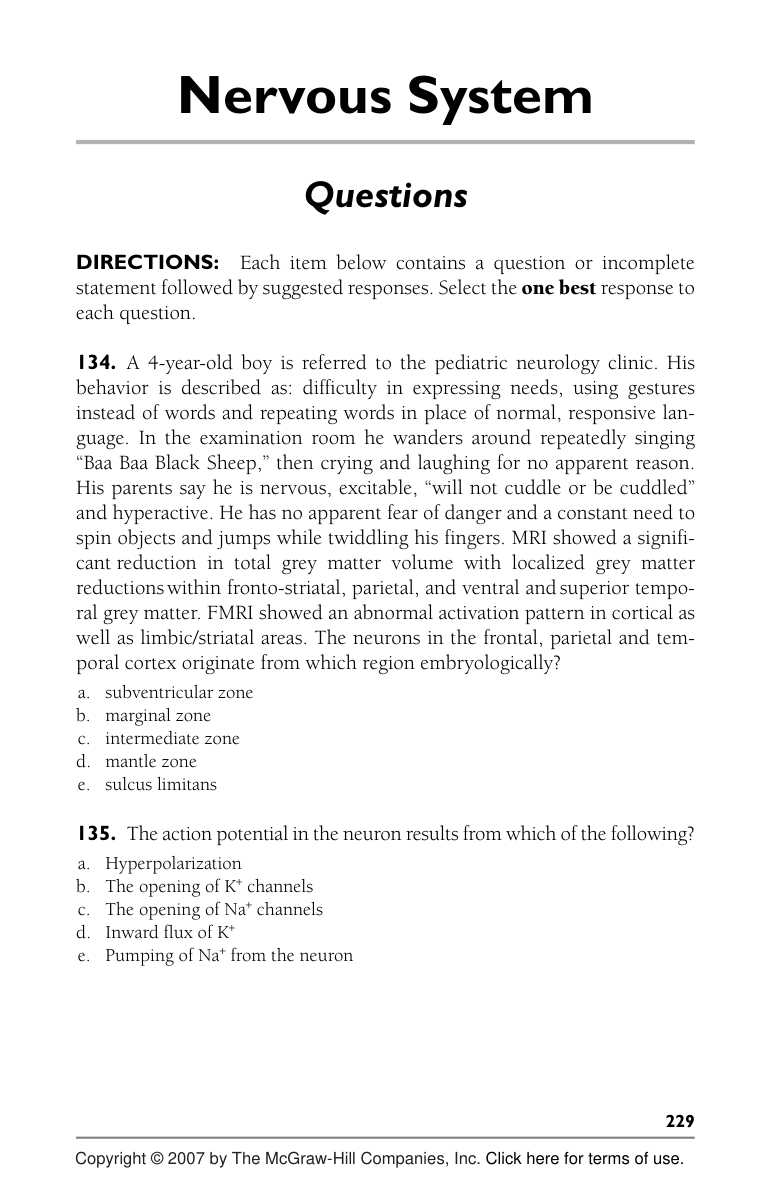 Nervous System
Questions
DIRECTIONS: Each item below contains a question or incomplete
statement followed by suggested responses. Select the one best response to
each question.
134. A 4-year-old boy is referred to the pediatric neurology clinic. His
behavior is described as: difficulty in expressing needs, using gestures
instead of words and repeating words in place of normal, responsive lan-
guage. In the examination room he wanders around repeatedly singing
“Baa Baa Black Sheep,” then crying and laughing for no apparent reason.
His parents say he is nervous, excitable, “will not cuddle or be cuddled”
and hyperactive. He has no apparent fear of danger and a constant need to
spin objects and jumps while twiddling his fingers. MRI showed a signifi-
cant reduction in total grey matter volume with localized grey matter
reductions within fronto-striatal, parietal, and ventral and superior tempo-
ral grey matter. FMRI showed an abnormal activation pattern in cortical as
well as limbic/striatal areas. The neurons in the frontal, parietal and tem-
poral cortex originate from which region embryologically?
a. subventricular zone
b. marginal zone
c. intermediate zone
d. mantle zone
e. sulcus limitans
135. The action potential in the neuron results from which of the following?
a. Hyperpolarization
b. The opening of K⁺ channels
c. The opening of Na⁺ channels
d. Inward flux of K⁺
e. Pumping of Na⁺ from the neuron
229
Copyright © 2007 by The McGraw-Hill Companies, Inc. Click here for terms of use.